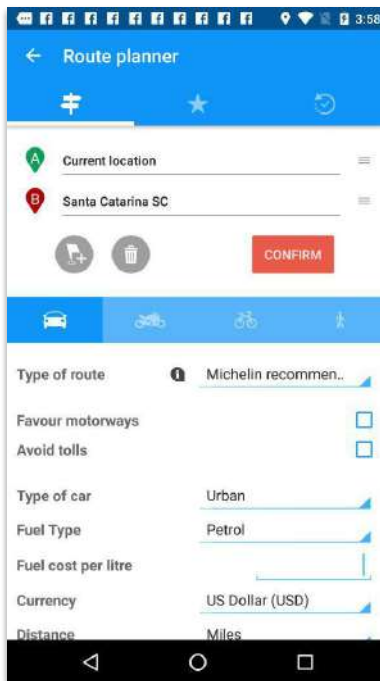 3:58
Route planner
A Current location
B Santa Catarina SC
CONFIRM
Type of route Michelin recommen..
Favour motorways
Avoid tolls
Type of car Urban
Fuel Type Petrol
Fuel cost per litre
Currency US Dollar (USD)
Distance Miles